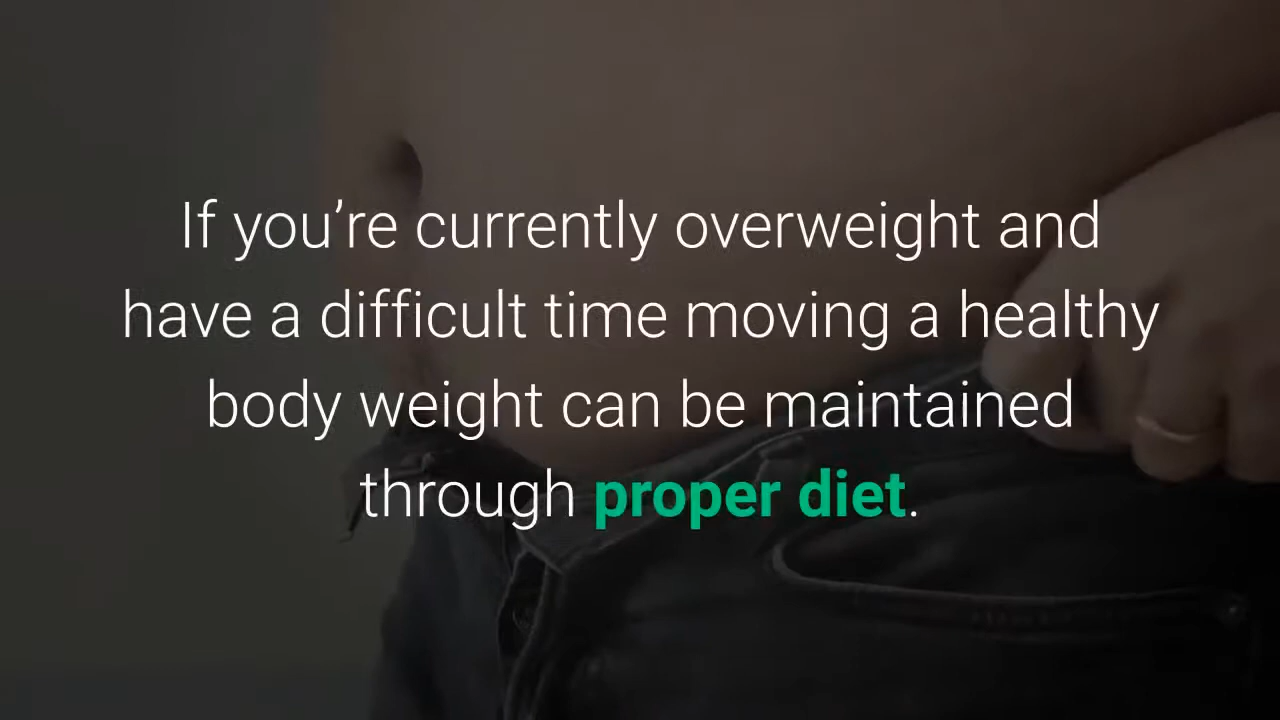 If you’re currently overweight and
have a difficult time moving a healthy
body weight can be maintained
through proper diet.